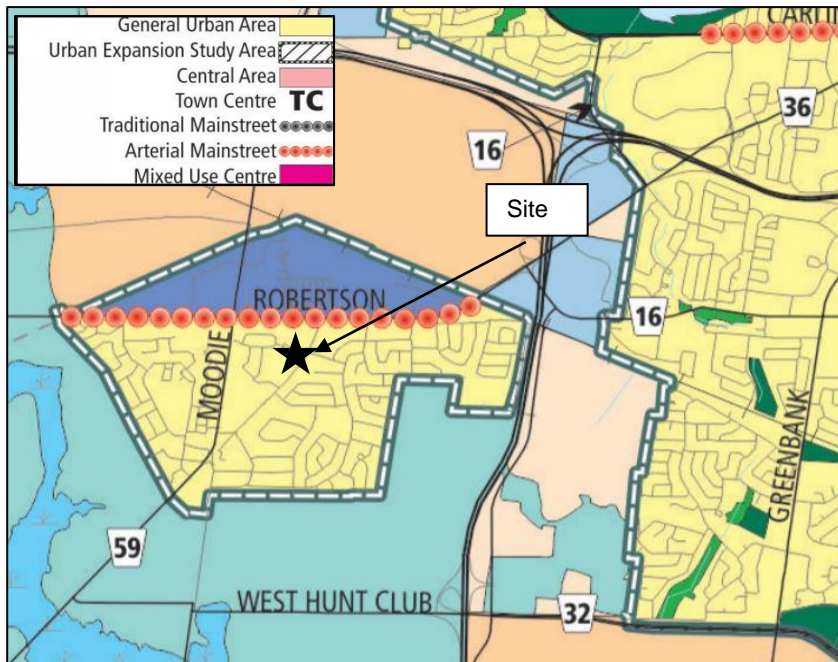 General Urban Area
Urban Expansion Study Area
Central Area
Town Centre TC
Traditional Mainstreet
Arterial Mainstreet
Mixed Use Centre
36
16
Site
ROBERTSON
16
MOODIE
GREENBANK
59
WEST HUNT CLUB
32